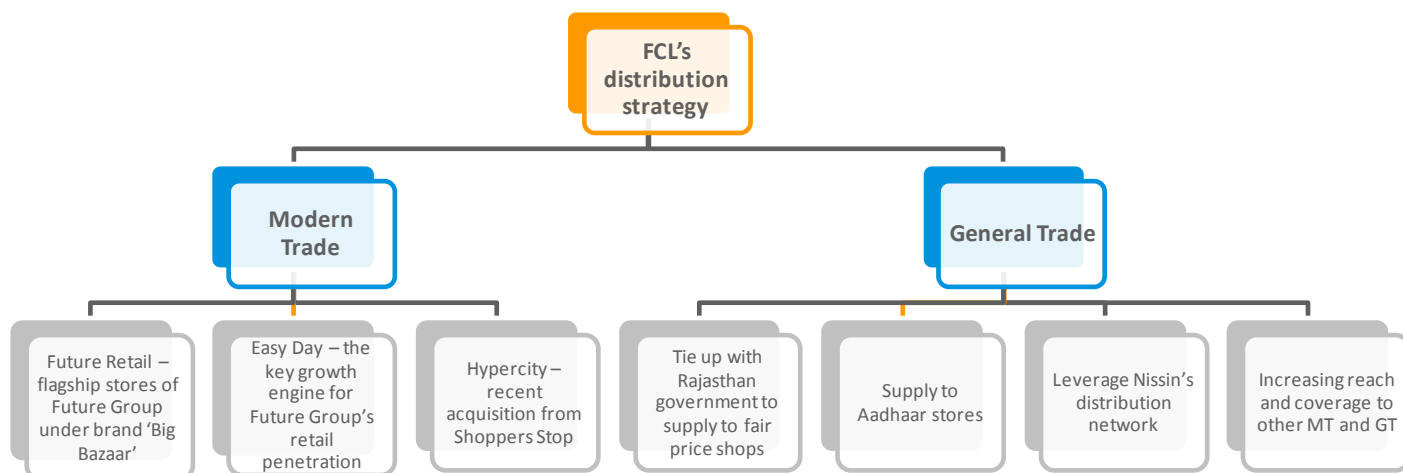 FCL’s
distribution
strategy
Modern
Trade
General Trade
Future Retail –
flagship stores of
Future Group
under brand ‘Big
Bazaar’
Easy Day – the
key growth
engine for
Future Group’s
retail
penetration
Hypercity –
recent
acquisition from
Shoppers Stop
Tie up with
Rajasthan
government to
supply to fair
price shops
Supply to
Aadhaar stores
Leverage Nissin’s
distribution
network
Increasing reach
and coverage to
other MT and GT